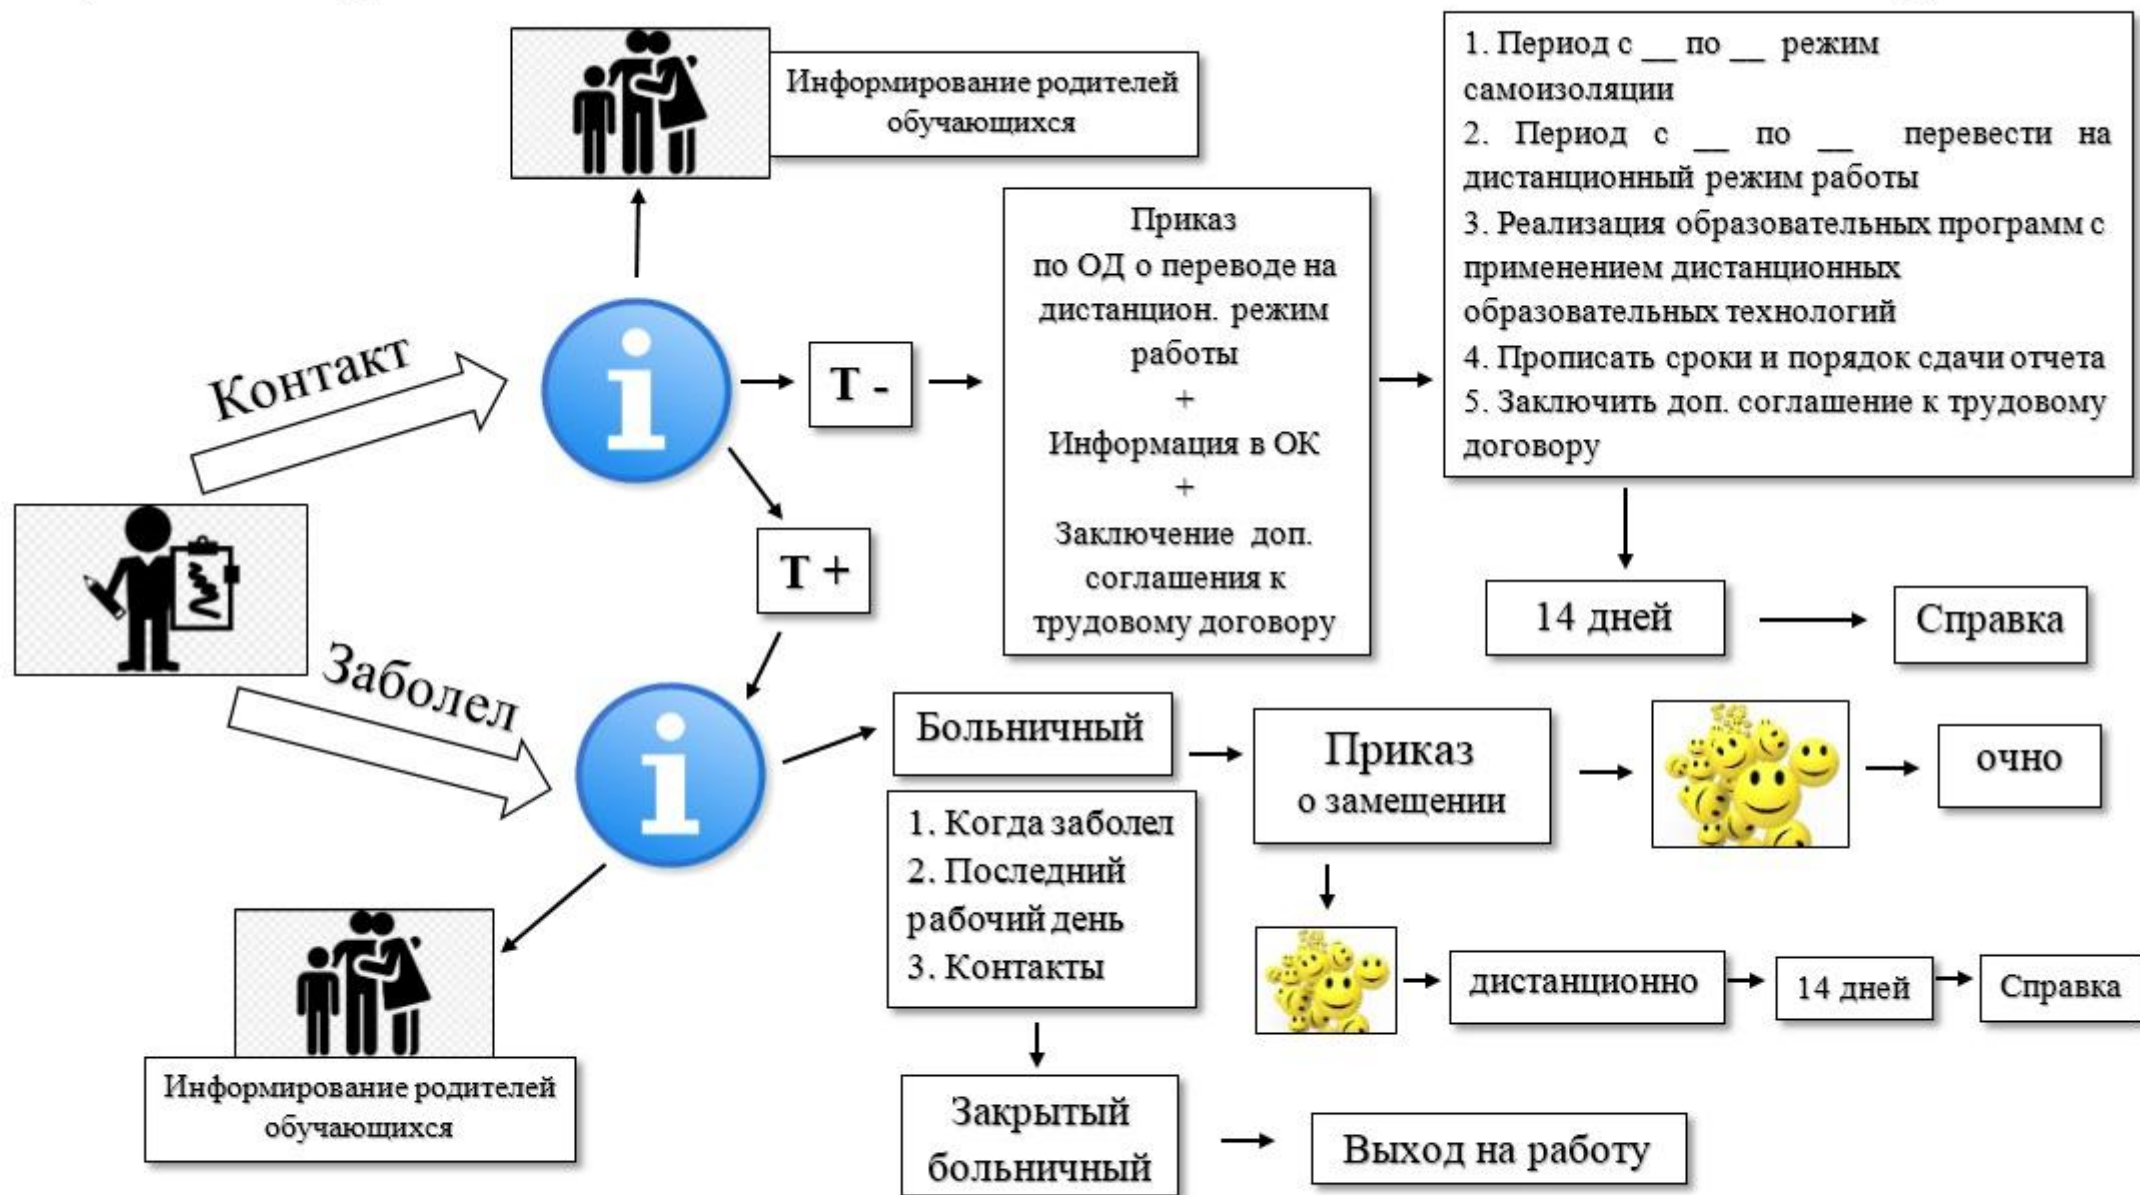 Информирование родителей
обучающихся
1. Период с __ по __ режим
самоизоляции
2. Период с __ по __ перевести на
дистанционный режим работы
3. Реализация образовательных программ с
применением дистанционных
образовательных технологий
4. Прописать сроки и порядок сдачи отчета
5. Заключить доп. соглашение к трудовому
договору
Приказ
по ОД о переводе на
дистанцион. режим
работы
+
Информация в ОК
+
Заключение доп.
соглашения к
трудовому договору
Контакт
Т -
Т +
14 дней
Справка
Заболел
Больничный
1. Когда заболел
2. Последний
рабочий день
3. Контакты
Приказ
о замещении
очно
дистанционно
14 дней
Справка
Информирование родителей
обучающихся
Закрытый
больничный
Выход на работу